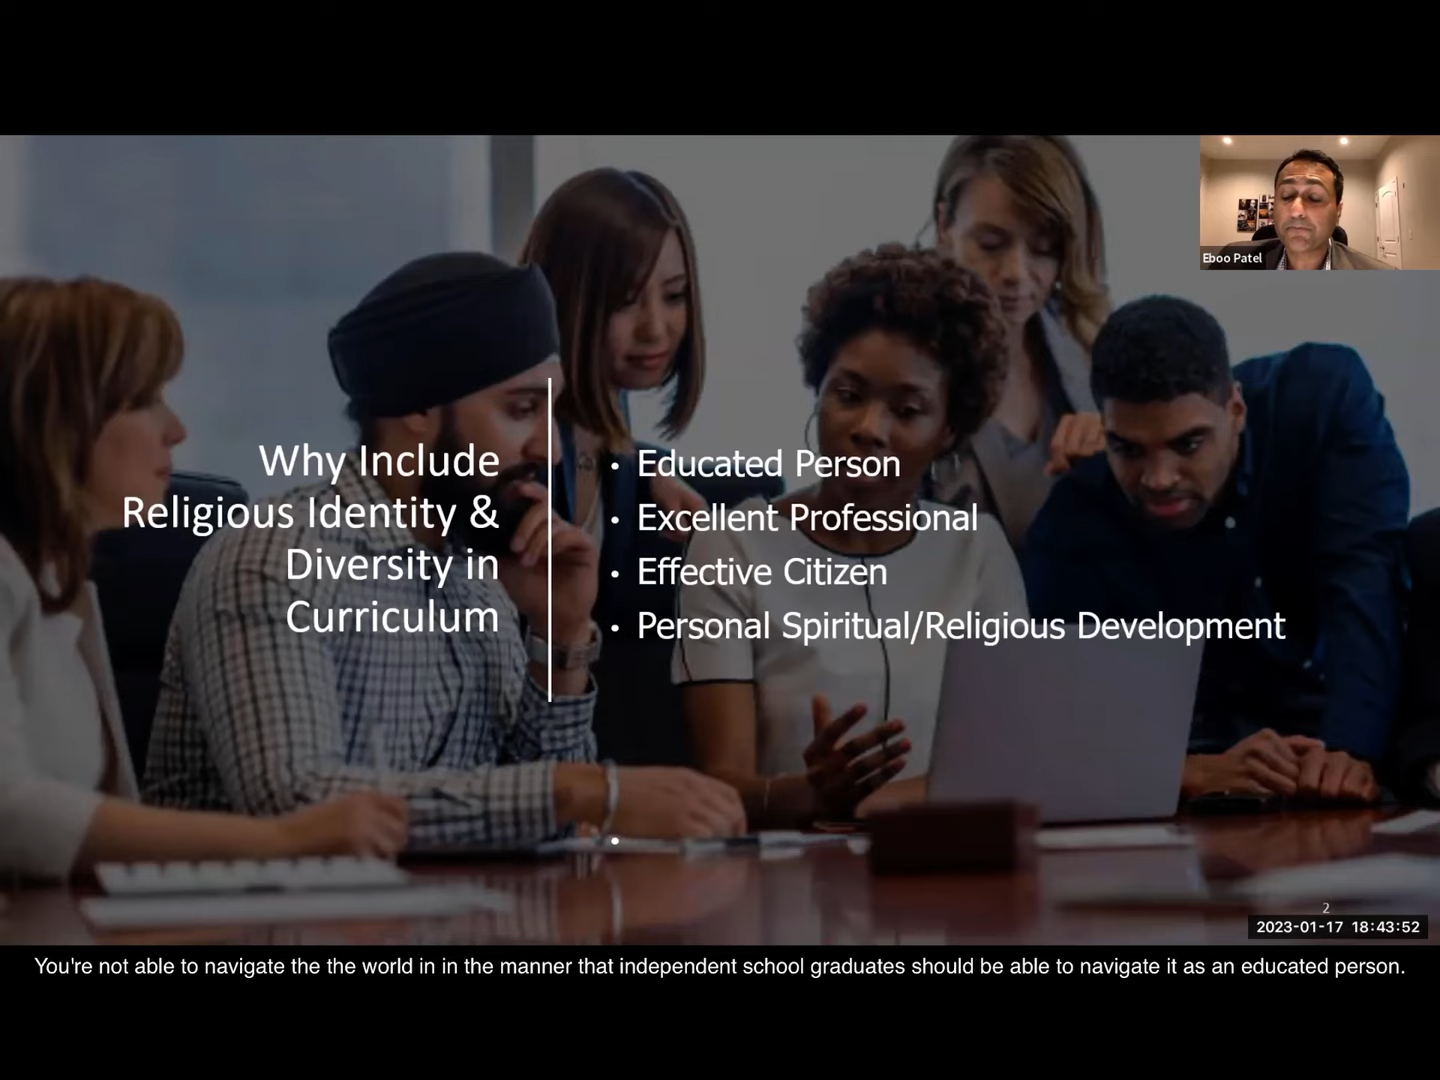 Eboo Patel
Why Include
Religious Identity &
Diversity in
Curriculum
• Educated Person
• Excellent Professional
• Effective Citizen
• Personal Spiritual/Religious Development
2
2023-01-17 18:43:52
You're not able to navigate the the world in in the manner that independent school graduates should be able to navigate it as an educated person.